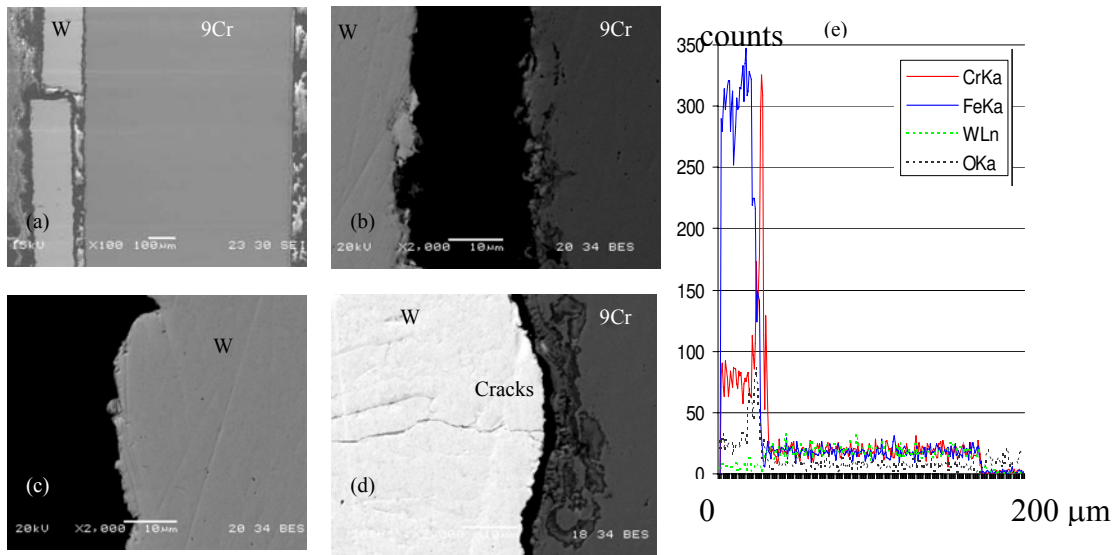 W
9Cr
(a)
15kV X100 100µm 23 30 SEI
W
9Cr
(b)
20kV X2,000 10µm 20 34 BES
W
(c)
20kV X2,000 10µm 20 34 BES
W
9Cr
Cracks
(d)
18 34 BES
counts
(e)
350
300
250
200
150
100
50
0
CrKa
FeKa
WLn
OKa
0
200 µm